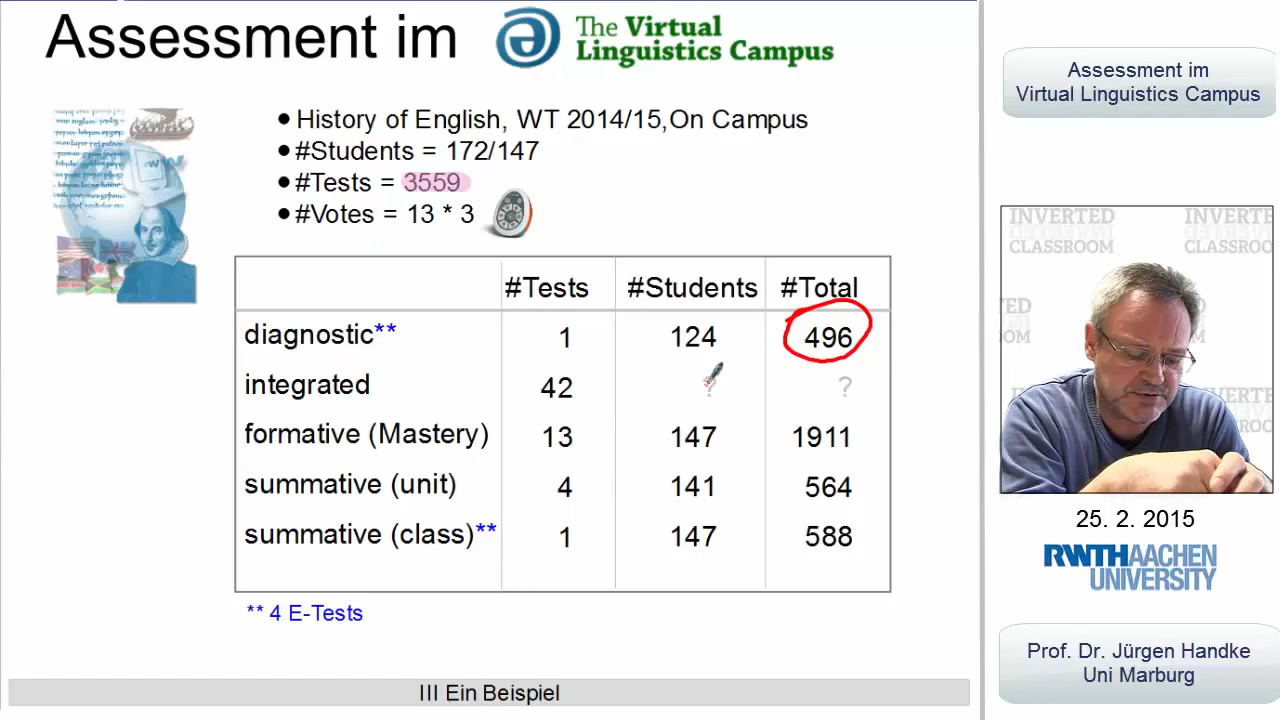 Assessment im
The Virtual
Linguistics Campus
• History of English, WT 2014/15,On Campus
• #Students = 172/147
• #Tests = 3559
• #Votes = 13 * 3
#Tests #Students #Total
diagnostic** 1 124 496
integrated 42 ? ?
formative (Mastery) 13 147 1911
summative (unit) 4 141 564
summative (class)** 1 147 588
** 4 E-Tests
III Ein Beispiel
Assessment im
Virtual Linguistics Campus
INVERTED
CLASSROOM
INVERTED
CLASSROOM
25. 2. 2015
RWTH AACHEN
UNIVERSITY
Prof. Dr. Jürgen Handke
Uni Marburg